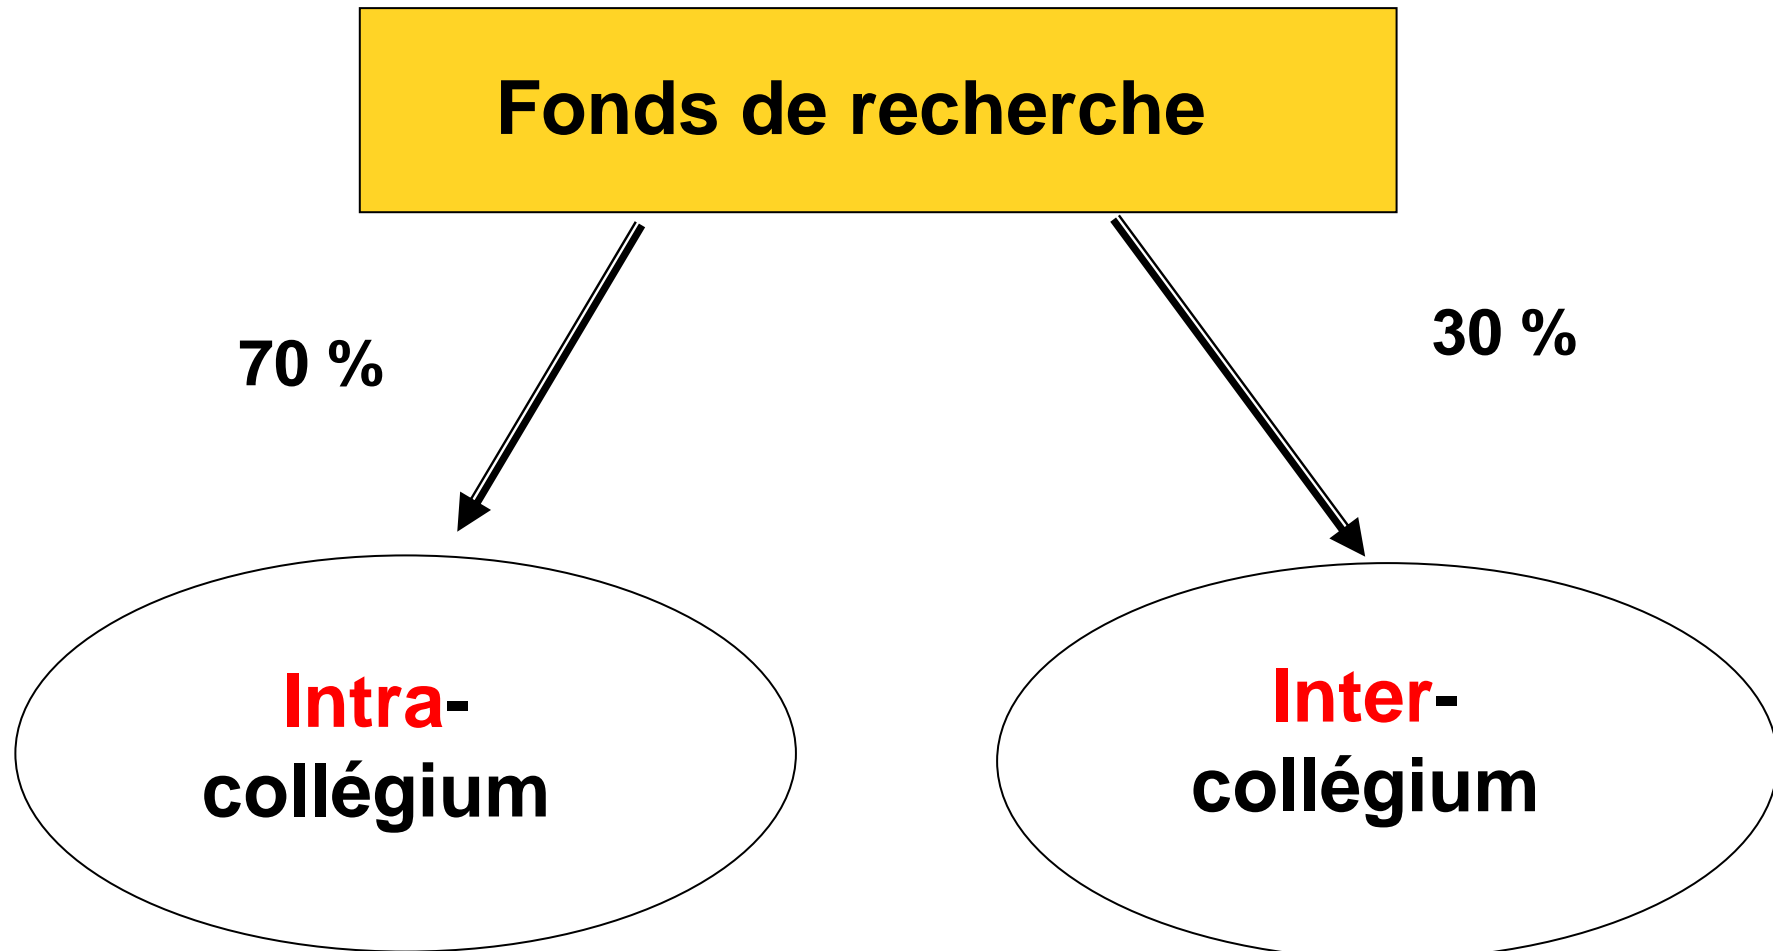 Fonds de recherche
70 %
30 %
Intra-
collégium
Inter-
collégium